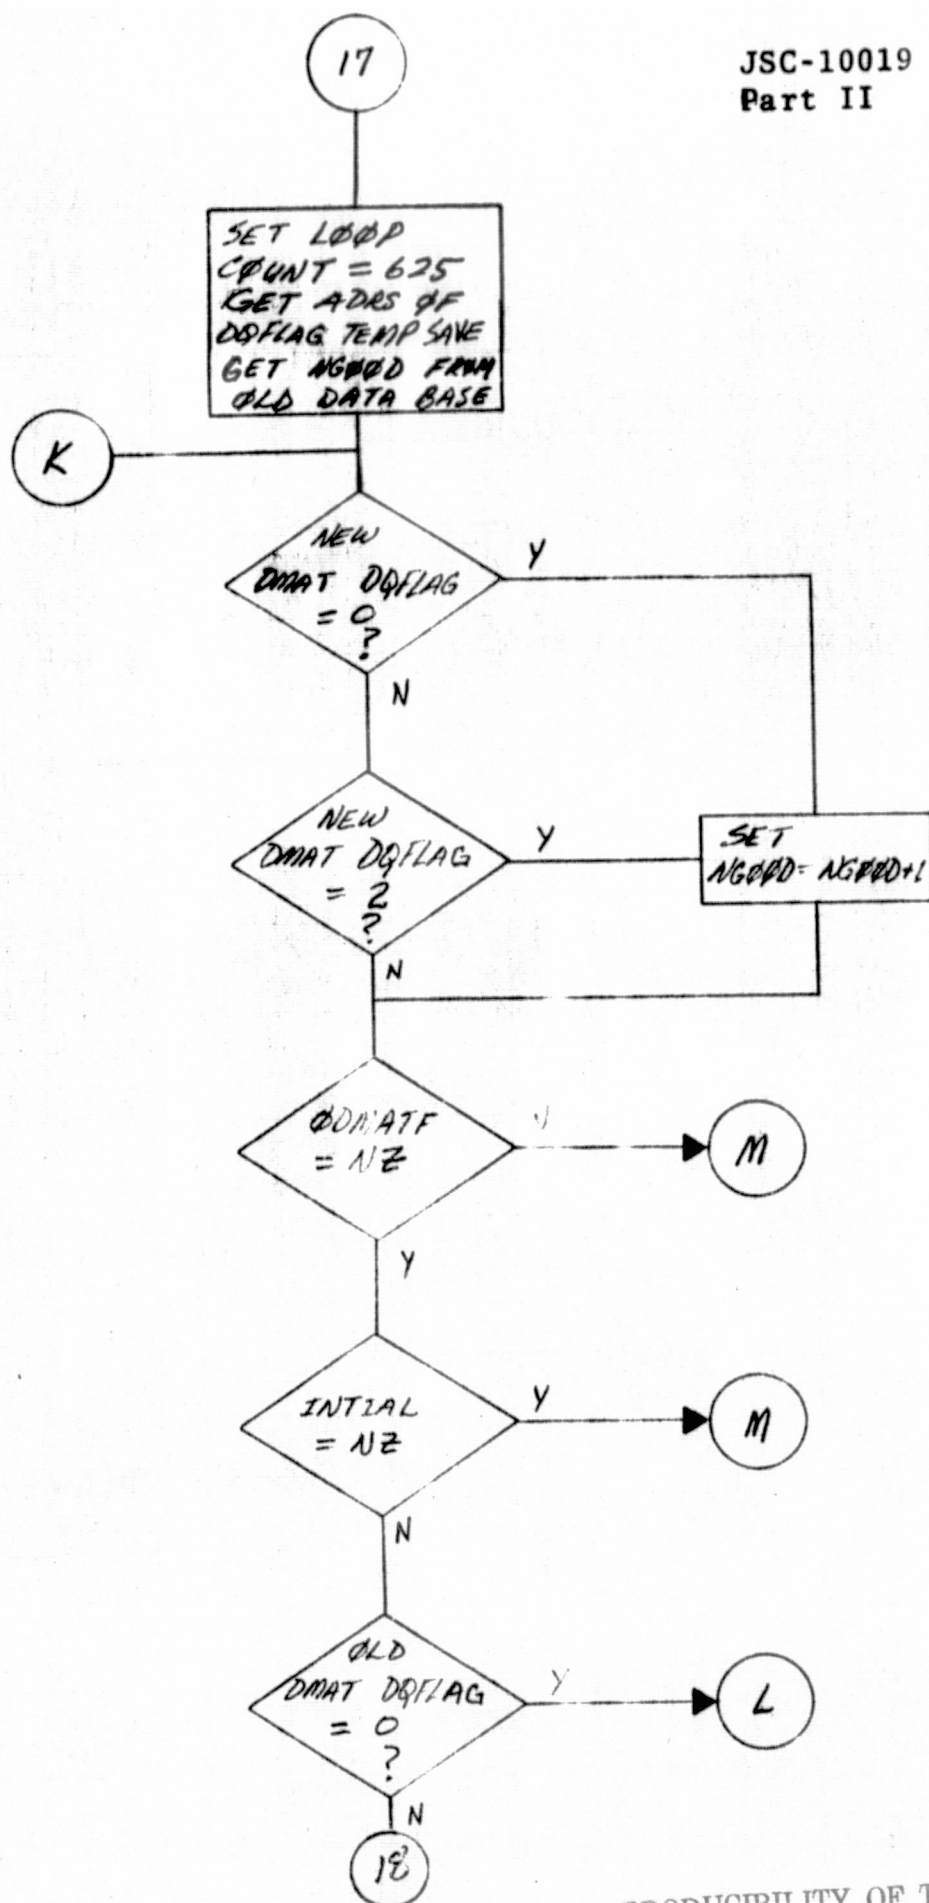 17
JSC-10019
Part II
SET LØØP
CØUNT = 625
GET ADRS ØF
DQFLAG TEMP SAVE
GET NGØØD FRØM
ØLD DATA BASE
K
NEW
DMAT DQFLAG
= 0
?
Y
N
NEW
DMAT DQFLAG
= 2
?
Y
SET
NGØØD = NGØØD+1
N
ØDMATF
= NZ
N
M
Y
INTIAL
= NZ
Y
M
N
ØLD
DMAT DQFLAG
= 0
?
Y
L
N
18
OF